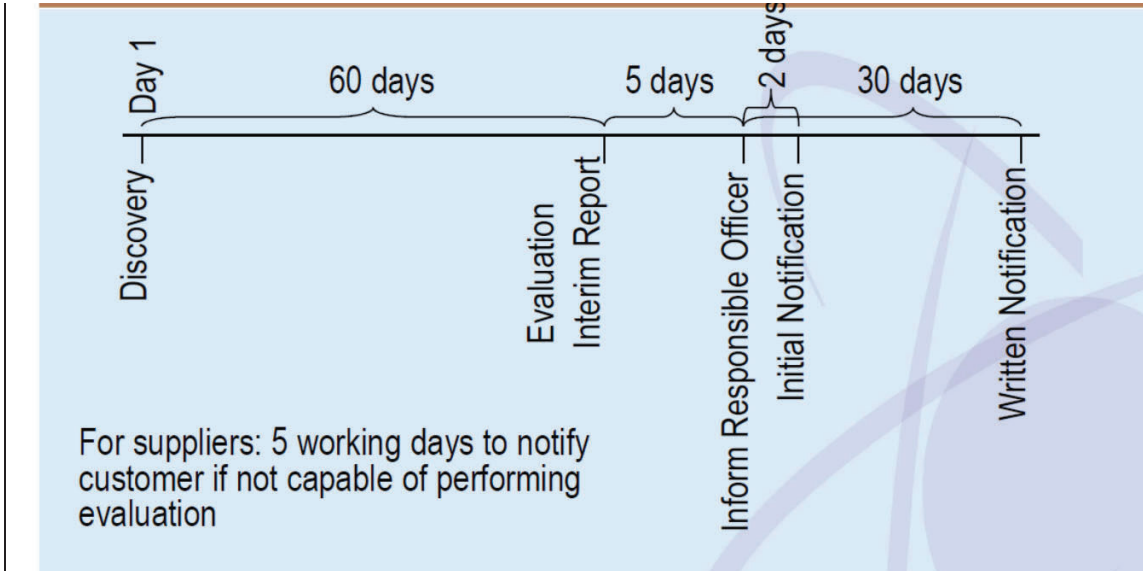 Day 1
60 days
5 days
2 days
30 days
Discovery
Evaluation
Interim Report
Inform Responsible Officer
Initial Notification
Written Notification
For suppliers: 5 working days to notify
customer if not capable of performing
evaluation